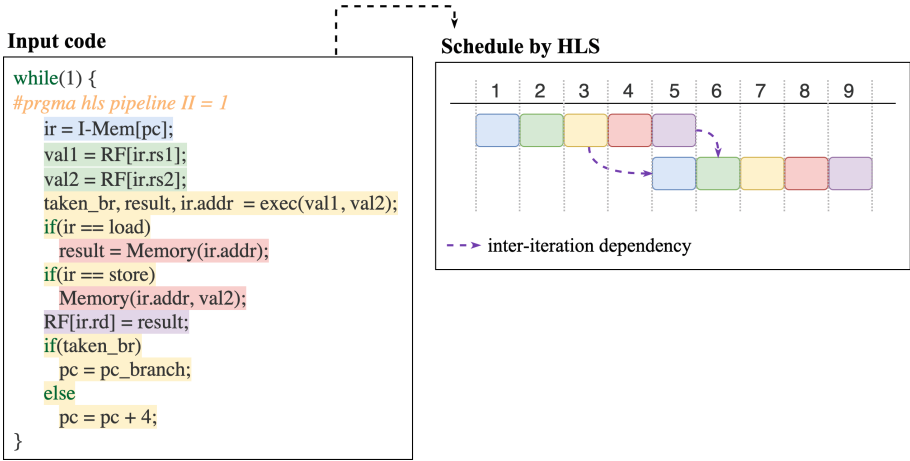 Input code
while(1) {
#prgma hls pipeline II = 1
ir = I-Mem[pc];
val1 = RF[ir.rs1];
val2 = RF[ir.rs2];
taken_br, result, ir.addr = exec(val1, val2);
if(ir == load)
result = Memory(ir.addr);
if(ir == store)
Memory(ir.addr, val2);
RF[ir.rd] = result;
if(taken_br)
pc = pc_branch;
else
pc = pc + 4;
}
Schedule by HLS
1 2 3 4 5 6 7 8 9
inter-iteration dependency